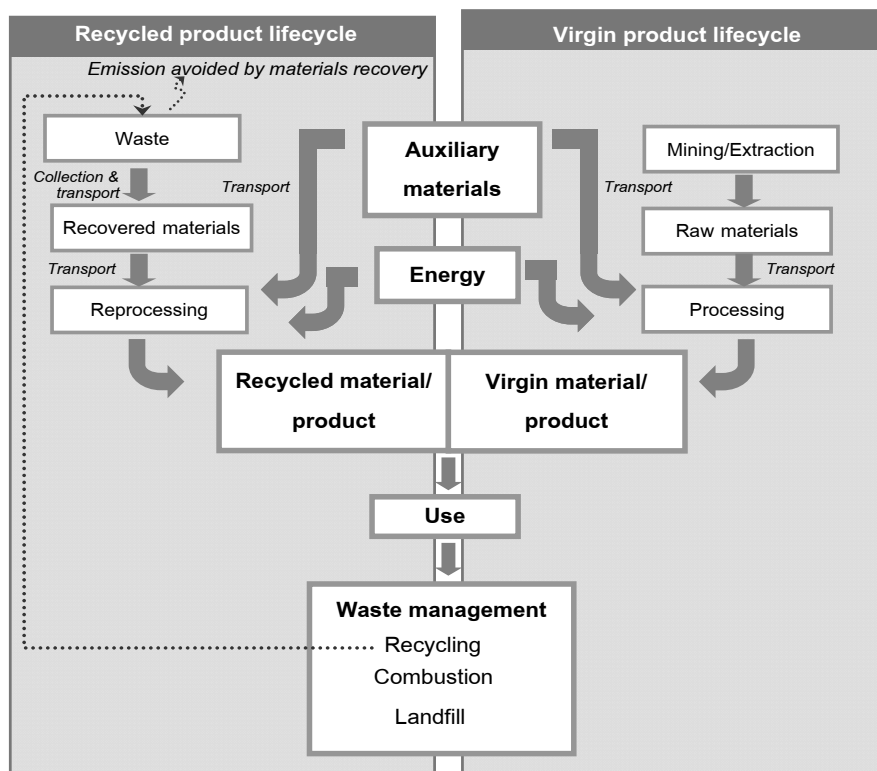 Recycled product lifecycle
Virgin product lifecycle
Emission avoided by materials recovery
Waste
Collection &
transport
Recovered materials
Transport
Reprocessing
Transport
Auxiliary
materials
Energy
Transport
Mining/Extraction
Raw materials
Transport
Processing
Recycled material/
product
Virgin material/
product
Use
Waste management
Recycling
Combustion
Landfill